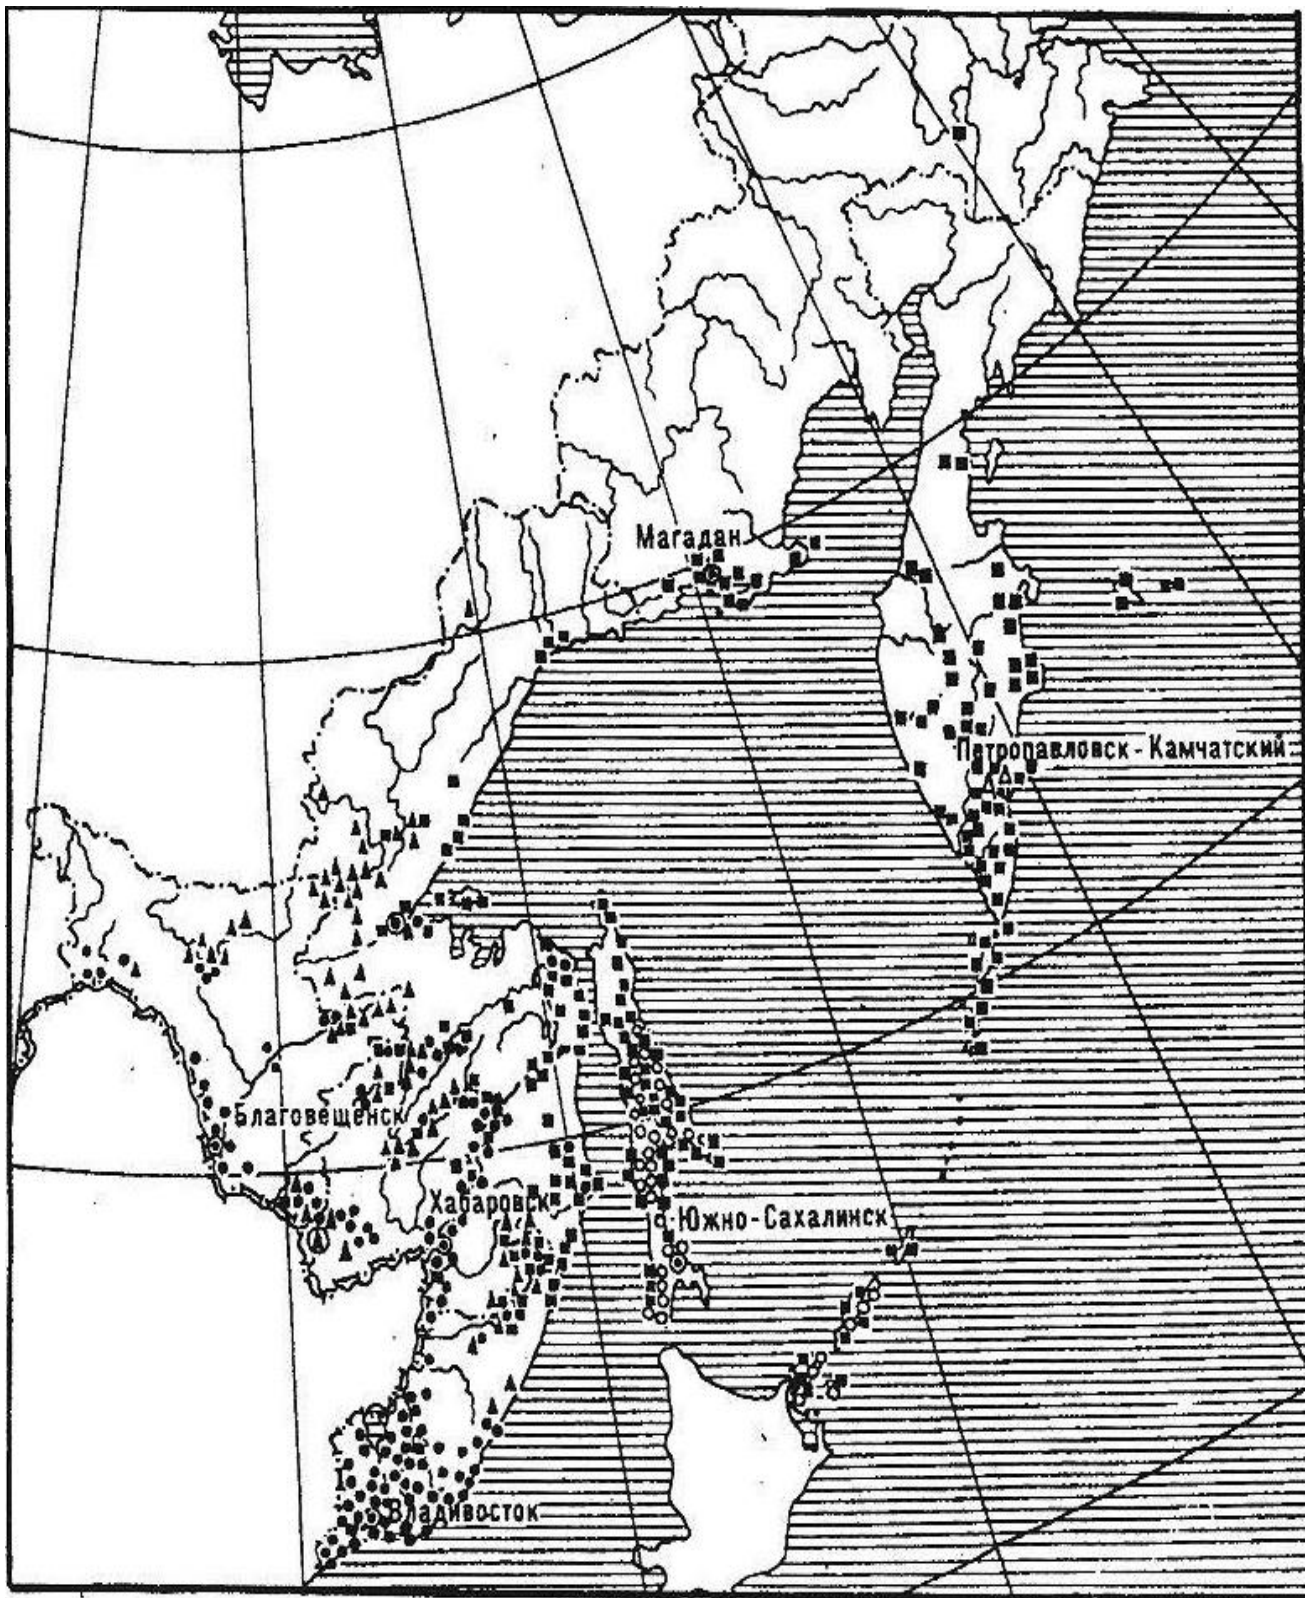 Магадан
Петропавловск-Камчатский
Благовещенск
Хабаровск
Южно-Сахалинск
Владивосток